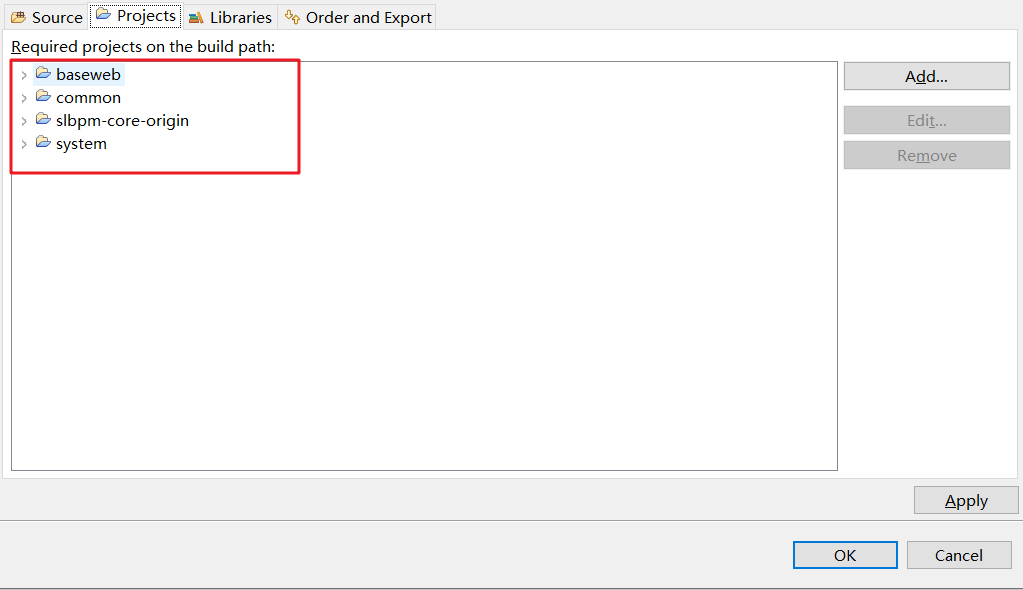 Source Projects Libraries Order and Export
Required projects on the build path:
baseweb
common
slbpm-core-origin
system
Add...
Edit...
Remove
Apply
OK Cancel